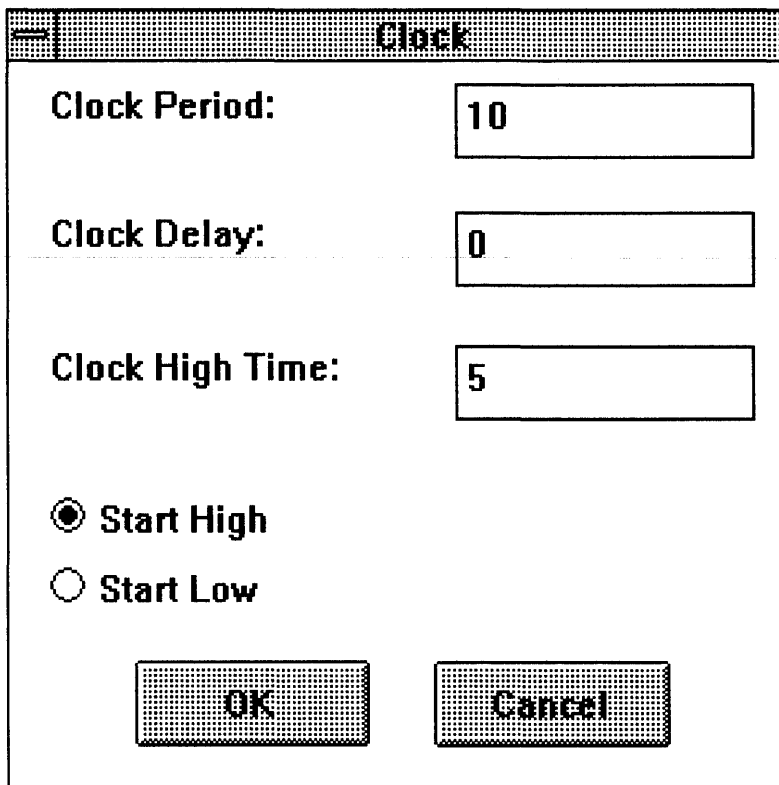 Clock
Clock Period: 10
Clock Delay: 0
Clock High Time: 5
Start High
Start Low
OK Cancel